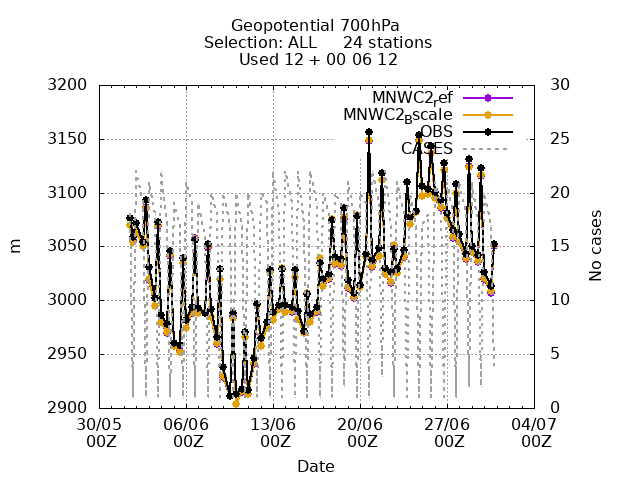 Geopotential 700hPa
Selection: ALL 24 stations
Used 12 + 00 06 12
3200
3150
3100
3050
3000
2950
2900
m
30
25
20
15
10
5
0
No cases
MNWC2ref
MNWC2Bscale
OBS
CASES
30/05 06/06 13/06 20/06 27/06 04/07
00Z 00Z 00Z 00Z 00Z 00Z
Date